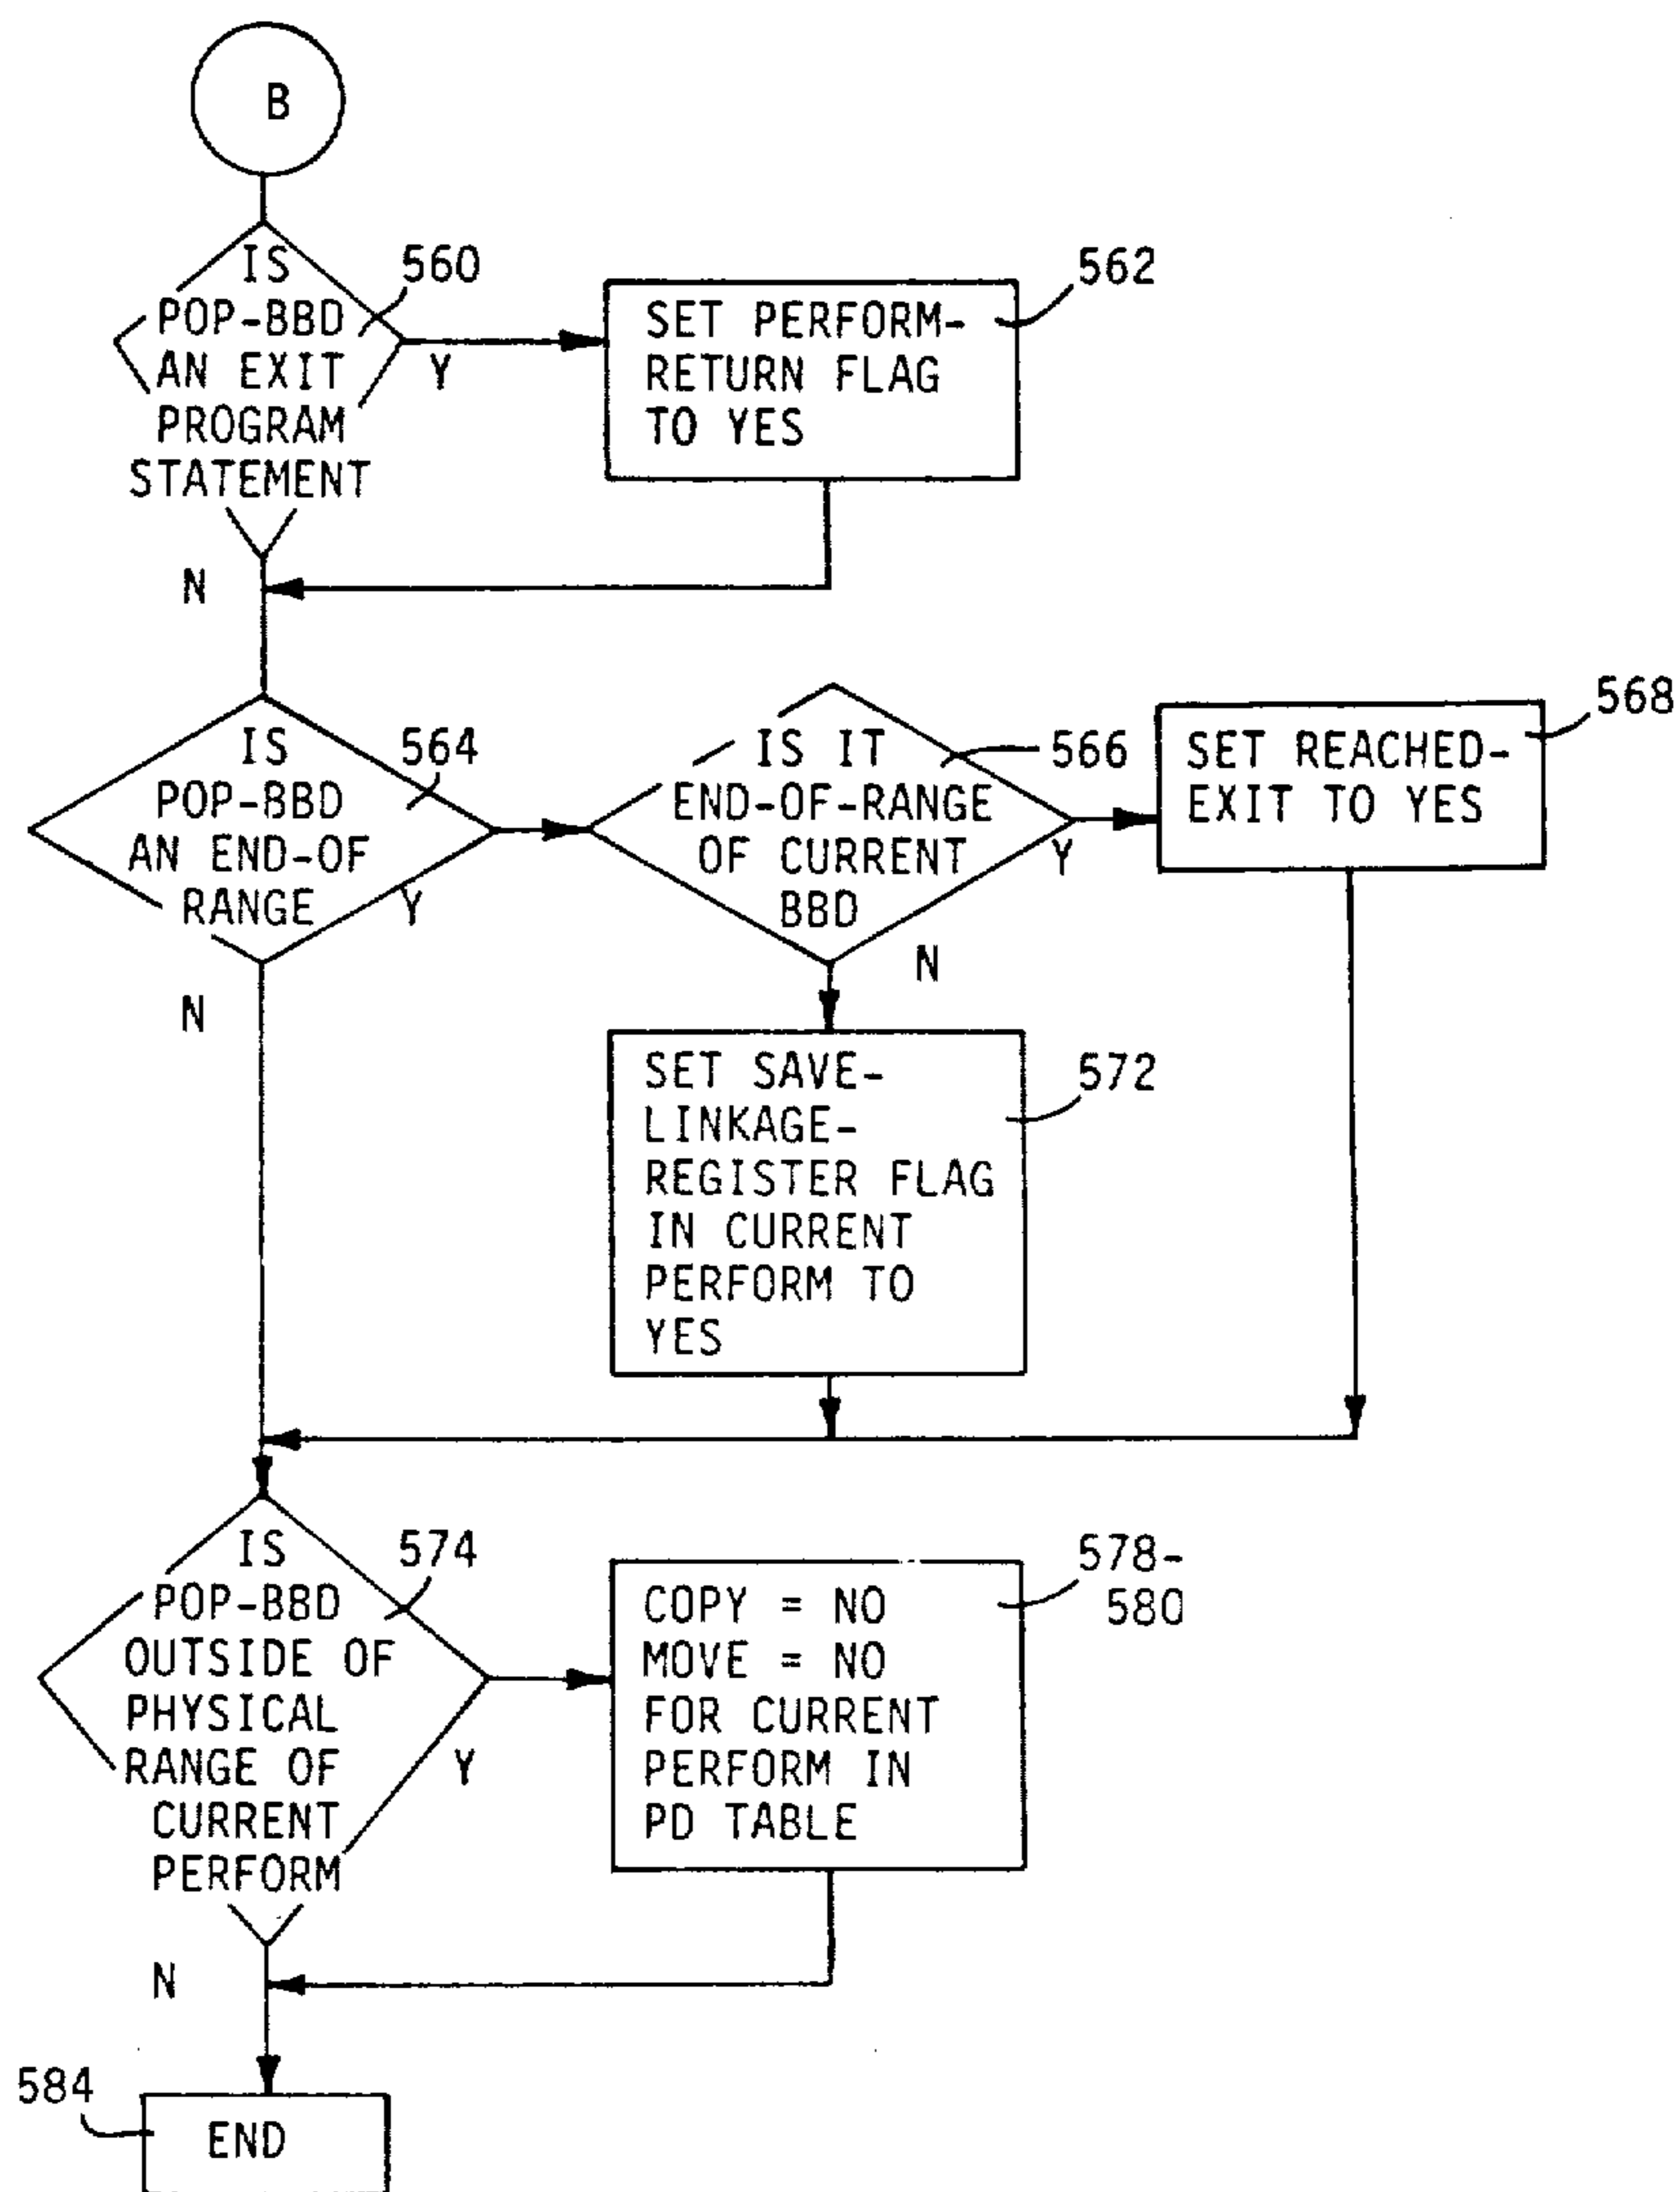 B
IS
POP-BBD
AN EXIT
PROGRAM
STATEMENT
560
Y
N
SET PERFORM-
RETURN FLAG
TO YES
562
IS
POP-BBD
AN END-OF
RANGE
564
Y
N
IS IT
END-OF-RANGE
OF CURRENT
BBD
566
Y
N
SET REACHED-
EXIT TO YES
568
SET SAVE-
LINKAGE-
REGISTER FLAG
IN CURRENT
PERFORM TO
YES
572
IS
POP-BBD
OUTSIDE OF
PHYSICAL
RANGE OF
CURRENT
PERFORM
574
Y
N
COPY = NO
MOVE = NO
FOR CURRENT
PERFORM IN
PD TABLE
578-
580
584
END